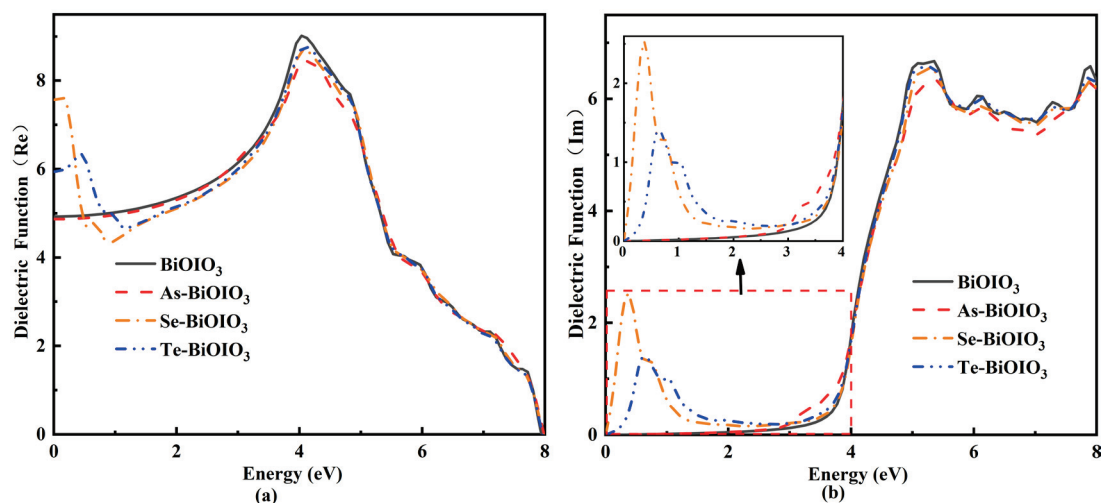 Dielectric Function (Re)
8
6
4
2
0
BiOIO₃
As-BiOIO₃
Se-BiOIO₃
Te-BiOIO₃
0 2 4 6 8
Energy (eV)
(a)
Dielectric Function (Im)
6
4
2
0
2
1
0
0 1 2 3 4
BiOIO₃
As-BiOIO₃
Se-BiOIO₃
Te-BiOIO₃
0 2 4 6 8
Energy (eV)
(b)